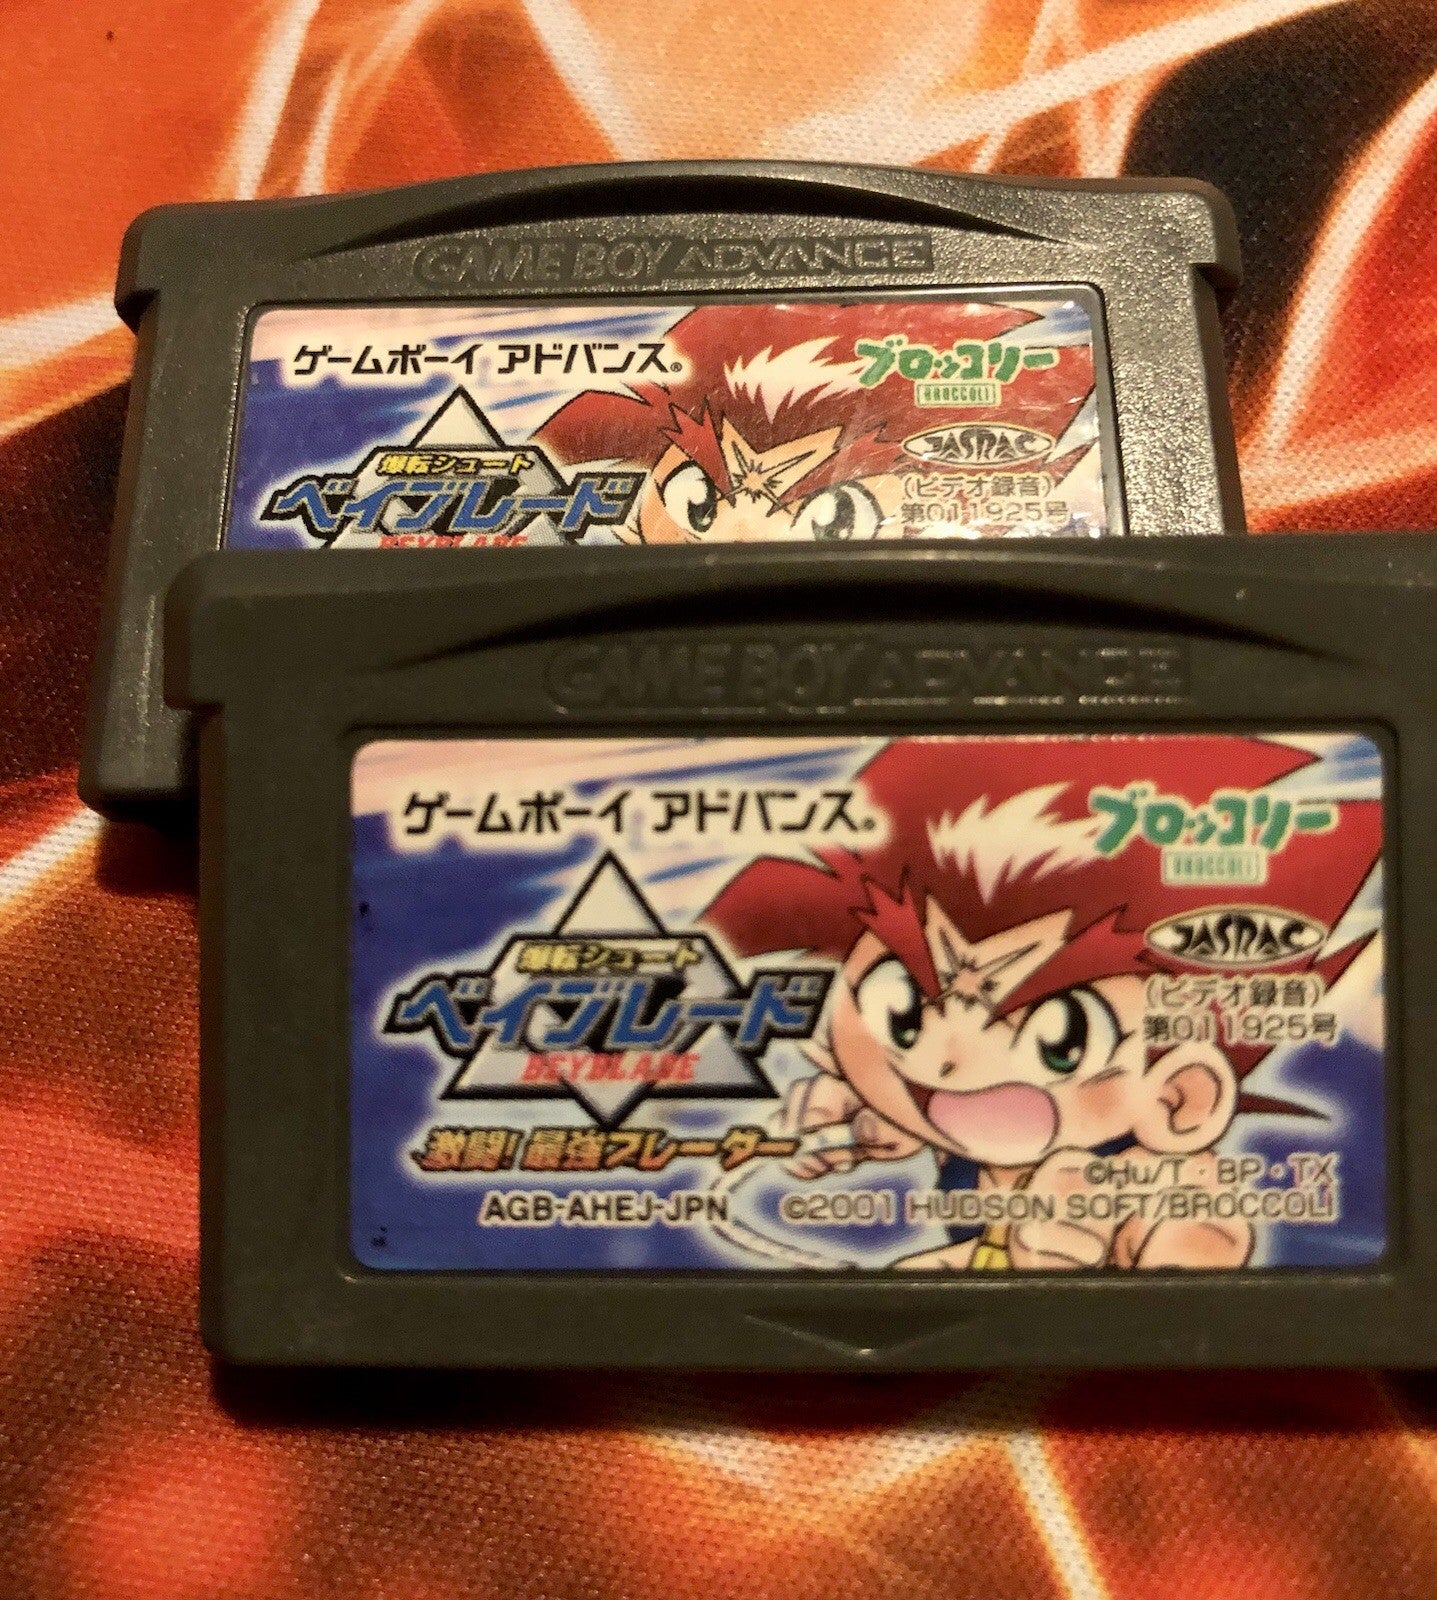 GAME BOY ADVANCE
ゲームボーイ アドバンス®
ブロッコリー
BROCCOLI
JASRAC
爆転シュート
(ビデオ録音)
ベイブレード
第011925号
BEYBLADE
GAME BOY ADVANCE
ゲームボーイ アドバンス®
ブロッコリー
BROCCOLI
JASRAC
爆転シュート
(ビデオ録音)
ベイブレード
第011925号
BEYBLADE
激闘!最強ブレーダー
©Hu/T・BP・TX
AGB-AHEJ-JPN ©2001 HUDSON SOFT/BROCCOLI